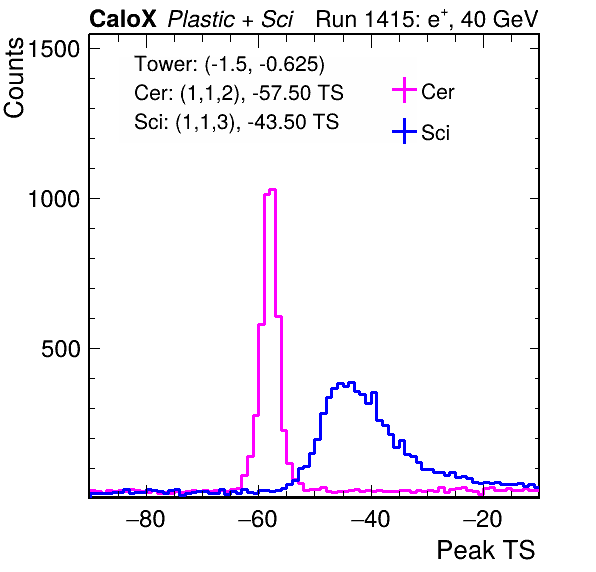 CaloX Plastic + Sci Run 1415: e+, 40 GeV
Tower: (-1.5, -0.625)
Cer: (1,1,2), -57.50 TS
Sci: (1,1,3), -43.50 TS
Cer
Sci
Counts
1500
1000
500
−80 −60 −40 −20
Peak TS